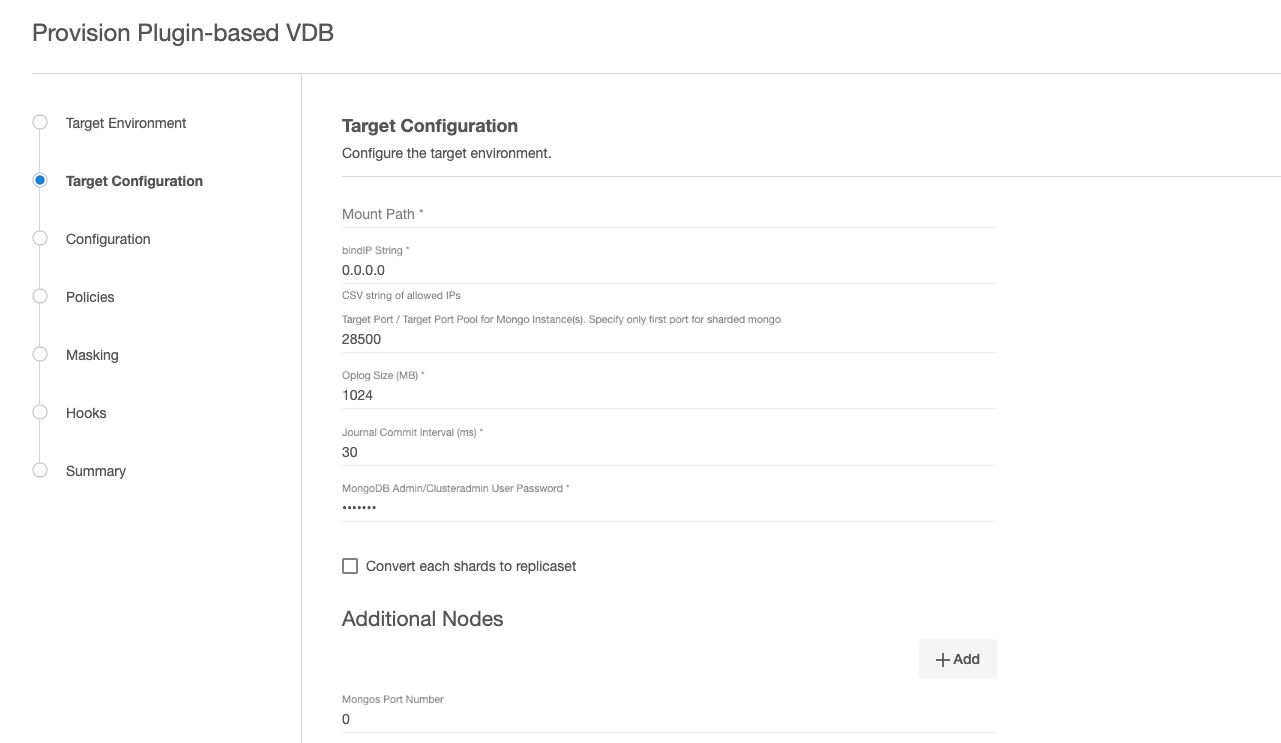 Provision Plugin-based VDB
Target Environment
Target Configuration
Configuration
Policies
Masking
Hooks
Summary
Target Configuration
Configure the target environment.
Mount Path *
bindIP String *
0.0.0.0
CSV string of allowed IPs
Target Port / Target Port Pool for Mongo Instance(s). Specify only first port for sharded mongo
28500
Oplog Size (MB) *
1024
Journal Commit Interval (ms) *
30
MongoDB Admin/Clusteradmin User Password *
•••••••
Convert each shards to replicaset
Additional Nodes
+ Add
Mongos Port Number
0